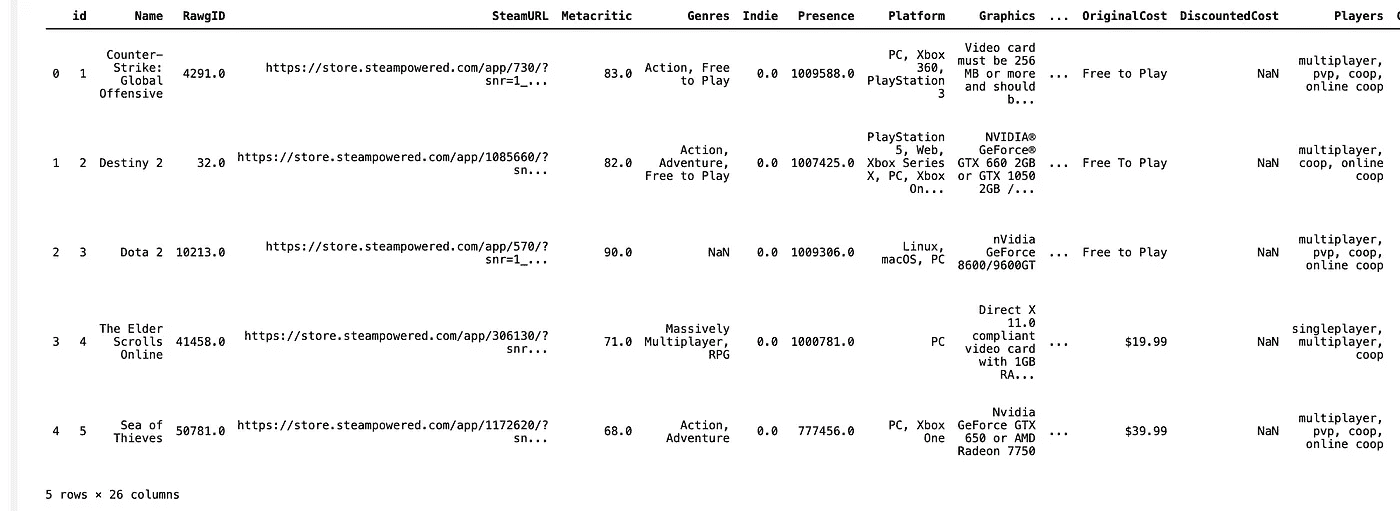 id Name RawgID SteamURL Metacritic Genres Indie Presence Platform Graphics ... OriginalCost DiscountedCost Players
Counter-
Strike:
Global
Offensive
0 1 4291.0 https://store.steampowered.com/app/730/?
snr=1_... 83.0 Action, Free
to Play 0.0 1009588.0 PC, Xbox
360,
PlayStation
3 Video card
must be 256
MB or more
and should
b... ... Free to Play NaN multiplayer,
pvp, coop,
online coop
1 2 Destiny 2 32.0 https://store.steampowered.com/app/1085660/?
sn... 82.0 Action,
Adventure,
Free to Play 0.0 1007425.0 PlayStation
5, Web,
Xbox Series
X, PC, Xbox
On... NVIDIA®
GeForce®
GTX 660 2GB
or GTX 1050
2GB /... ... Free To Play NaN multiplayer,
coop, online
coop
2 3 Dota 2 10213.0 https://store.steampowered.com/app/570/?
snr=1_... 90.0 NaN 0.0 1009306.0 Linux,
macOS, PC nVidia
GeForce
8600/9600GT ... Free to Play NaN multiplayer,
pvp, coop,
online coop
3 4 The Elder
Scrolls
Online 41458.0 https://store.steampowered.com/app/306130/?
snr... 71.0 Massively
Multiplayer,
RPG 0.0 1000781.0 PC Direct X
11.0
compliant
video card
with 1GB
RA... ... $19.99 NaN singleplayer,
multiplayer,
coop
4 5 Sea of
Thieves 50781.0 https://store.steampowered.com/app/1172620/?
sn... 68.0 Action,
Adventure 0.0 777456.0 PC, Xbox
One Nvidia
GeForce GTX
650 or AMD
Radeon 7750 ... $39.99 NaN multiplayer,
pvp, coop,
online coop
5 rows × 26 columns